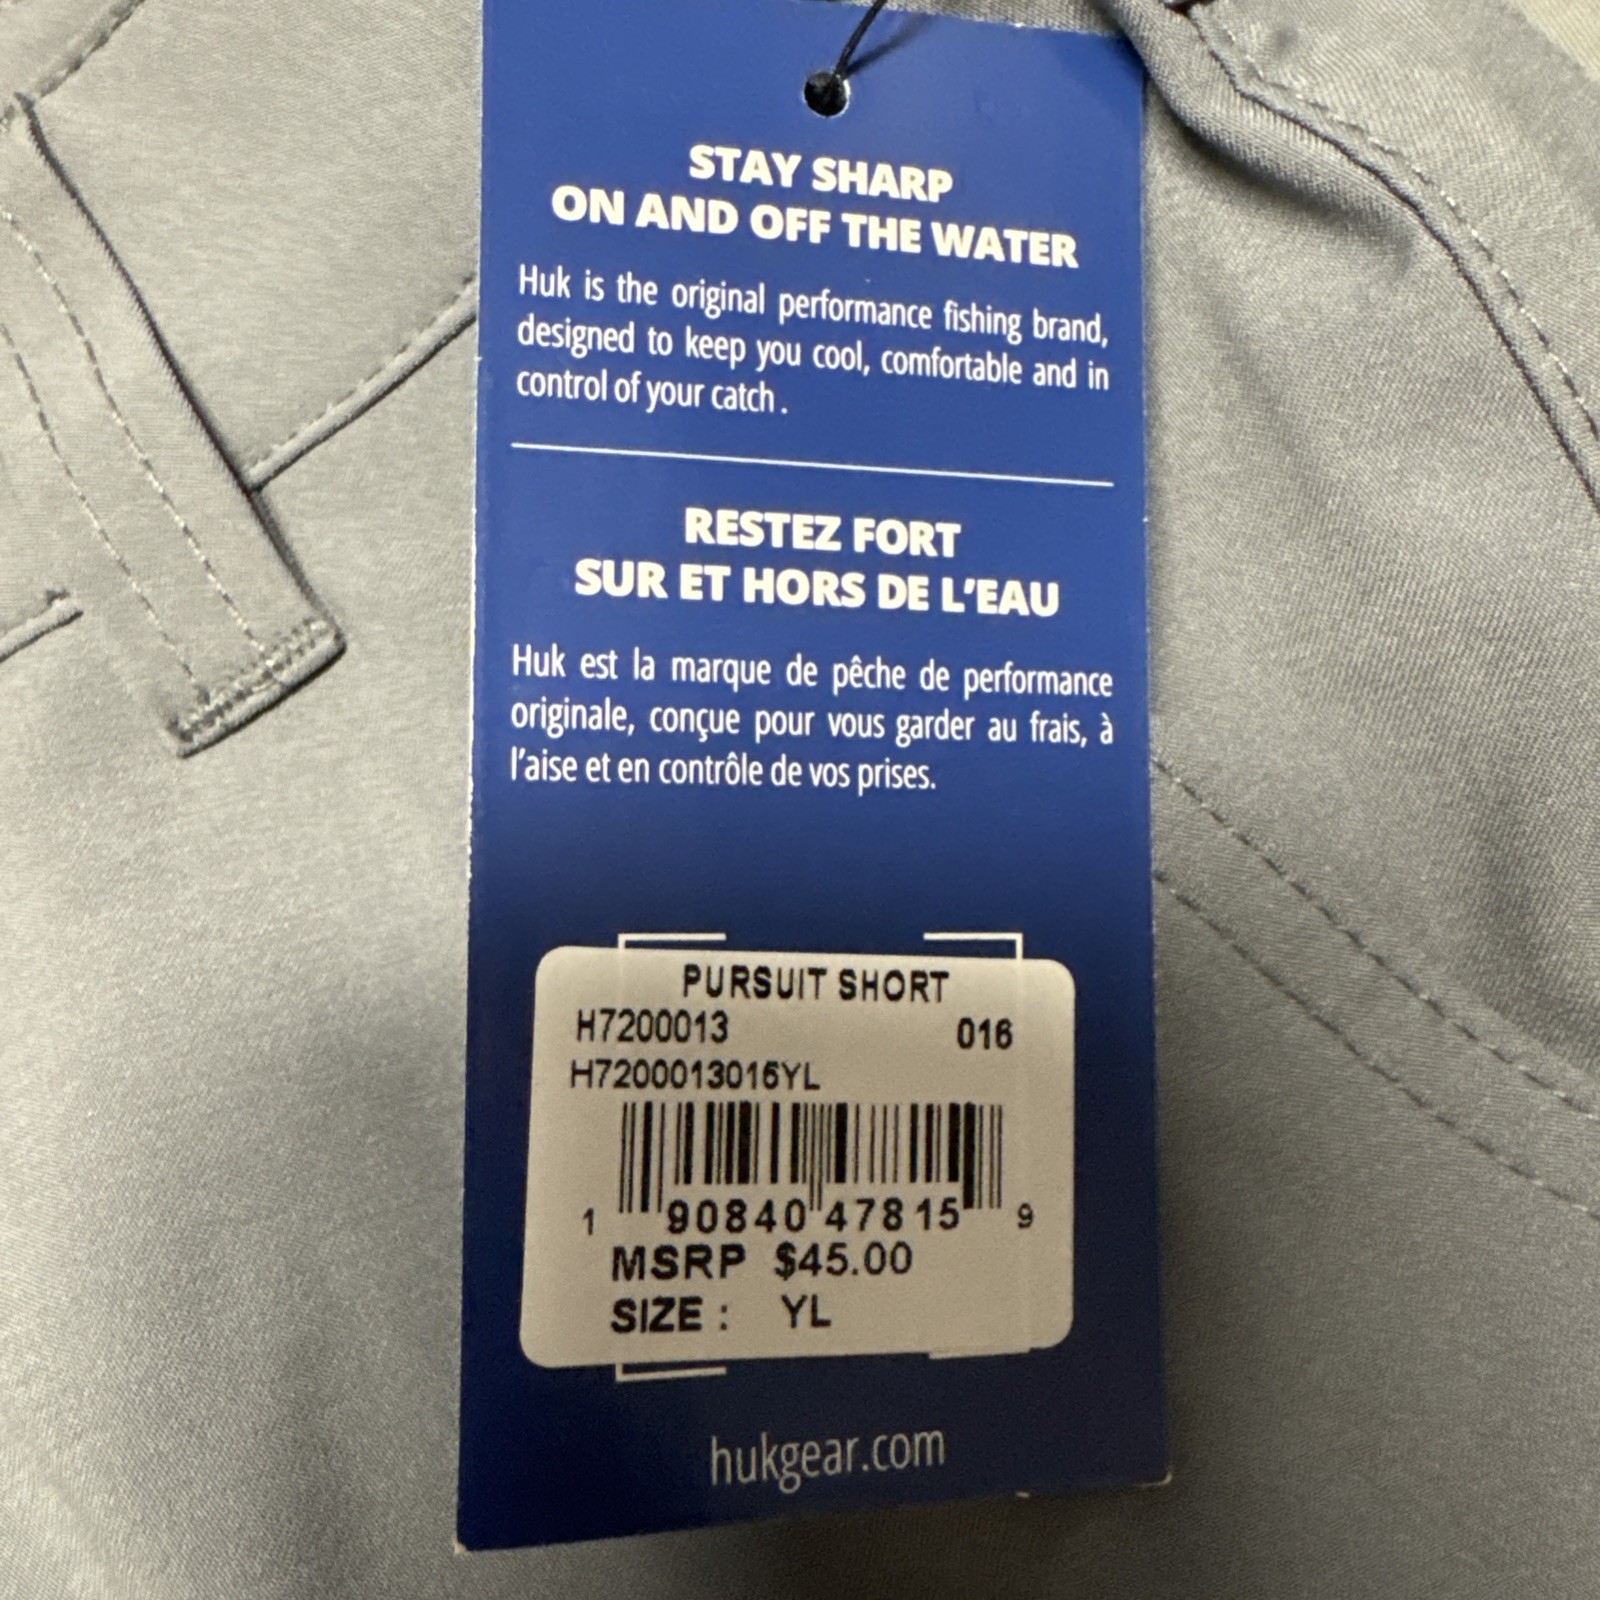 STAY SHARP
ON AND OFF THE WATER
Huk is the original performance fishing brand,
designed to keep you cool, comfortable and in
control of your catch .
RESTEZ FORT
SUR ET HORS DE L'EAU
Huk est la marque de pêche de performance
originale, conçue pour vous garder au frais, à
l'aise et en contrôle de vos prises.
PURSUIT SHORT
H7200013 016
H7200013016YL
1 90840 47815 9
MSRP $45.00
SIZE : YL
hukgear.com